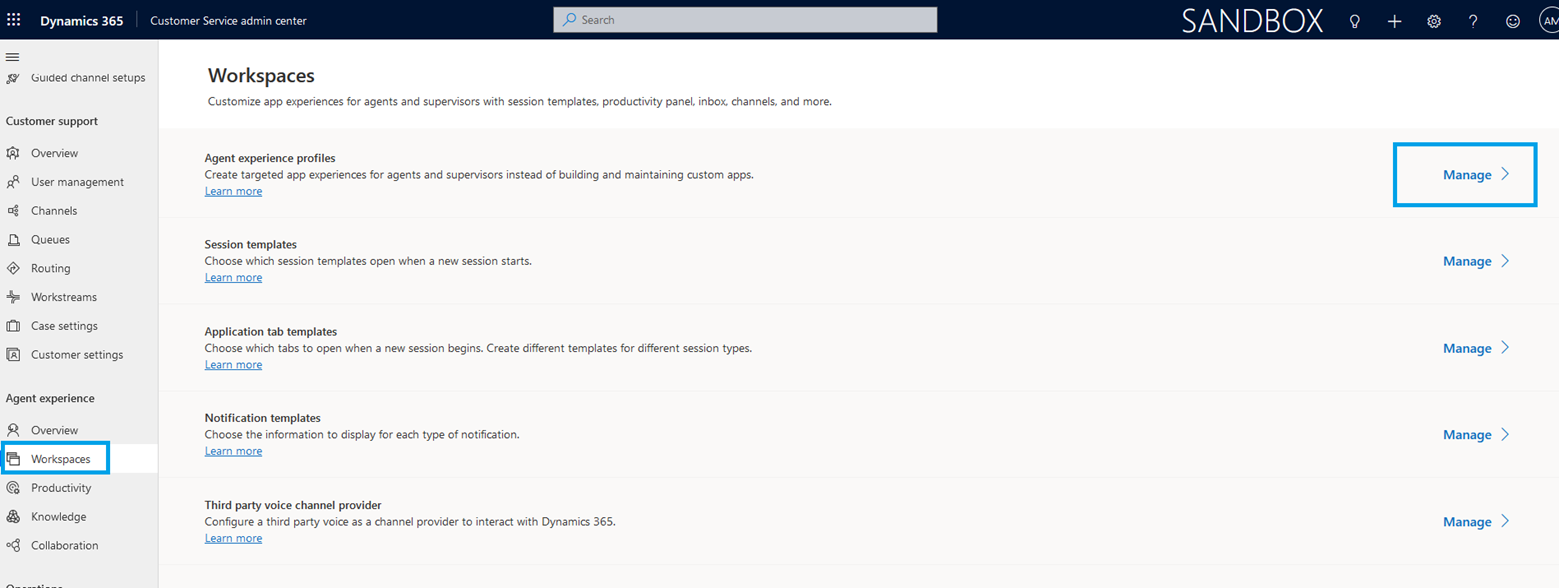 Dynamics 365
Customer Service admin center
Search
SANDBOX
AM
Guided channel setups
Customer support
Overview
User management
Channels
Queues
Routing
Workstreams
Case settings
Customer settings
Agent experience
Overview
Workspaces
Productivity
Knowledge
Collaboration
Operations
Workspaces
Customize app experiences for agents and supervisors with session templates, productivity panel, inbox, channels, and more.
Agent experience profiles
Create targeted app experiences for agents and supervisors instead of building and maintaining custom apps.
Learn more
Manage
Session templates
Choose which session templates open when a new session starts.
Learn more
Manage
Application tab templates
Choose which tabs to open when a new session begins. Create different templates for different session types.
Learn more
Manage
Notification templates
Choose the information to display for each type of notification.
Learn more
Manage
Third party voice channel provider
Configure a third party voice as a channel provider to interact with Dynamics 365.
Learn more
Manage